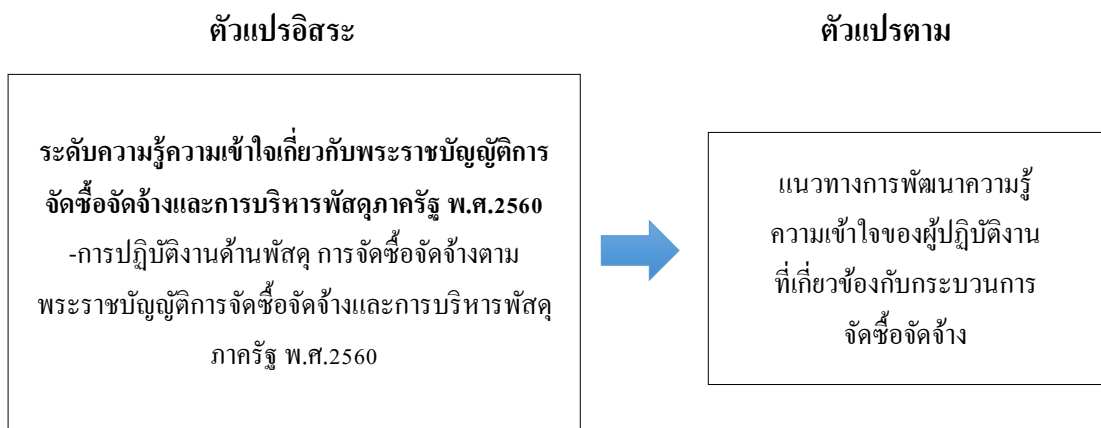 ตัวแปรอิสระ
ตัวแปรตาม
ระดับความรู้ความเข้าใจเกี่ยวกับพระราชบัญญัติการ
จัดซื้อจัดจ้างและการบริหารพัสดุภาครัฐ พ.ศ.2560
-การปฏิบัติงานด้านพัสดุ การจัดซื้อจัดจ้างตาม
พระราชบัญญัติการจัดซื้อจัดจ้างและการบริหารพัสดุ
ภาครัฐ พ.ศ.2560
แนวทางการพัฒนาความรู้
ความเข้าใจของผู้ปฏิบัติงาน
ที่เกี่ยวข้องกับกระบวนการ
จัดซื้อจัดจ้าง